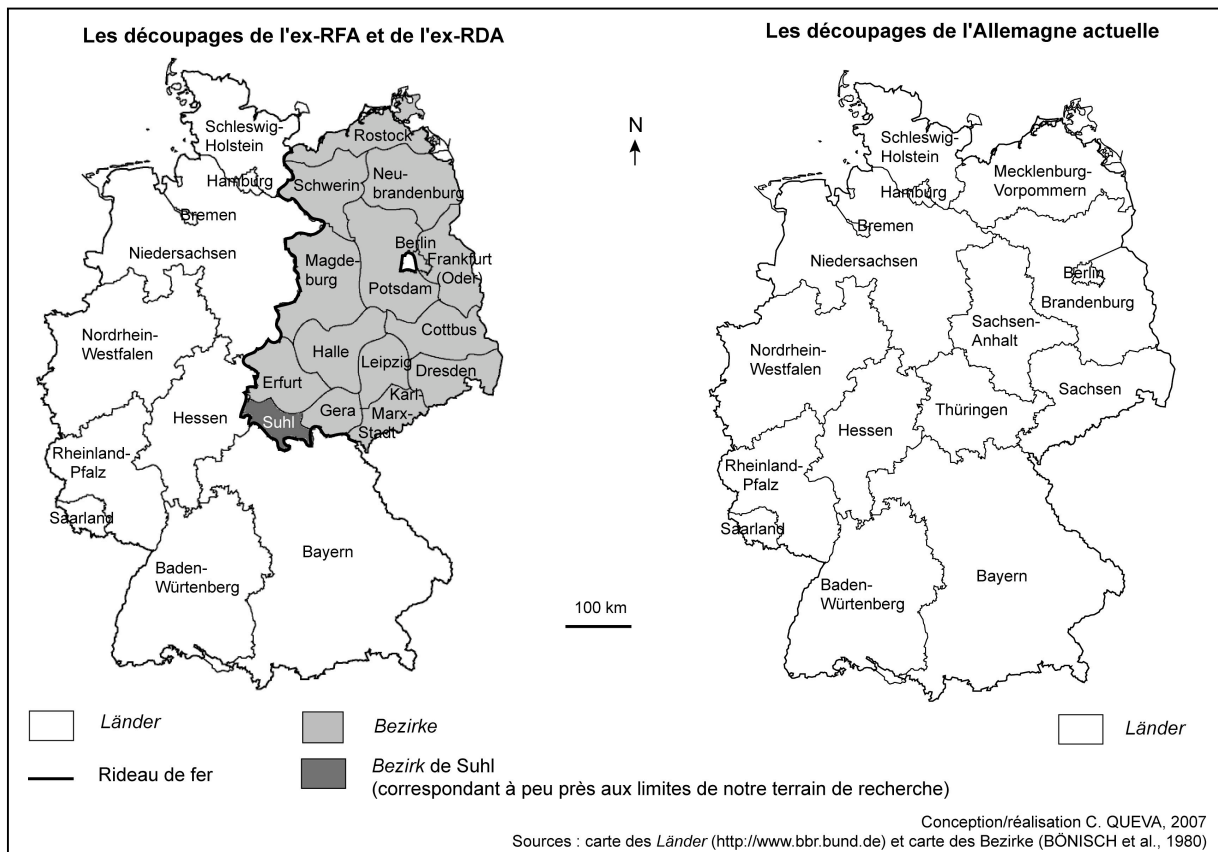 Les découpages de l'ex-RFA et de l'ex-RDA
Schleswig-
Holstein
Hamburg
Bremen
Niedersachsen
Nordrhein-
Westfalen
Hessen
Rheinland-
Pfalz
Saarland
Baden-
Würtenberg
Bayern
Rostock
Schwerin
Neu-
brandenburg
Berlin
Frankfurt
(Oder)
Magde-
burg
Potsdam
Cottbus
Halle
Leipzig
Dresden
Erfurt
Karl-
Marx-
Stadt
Gera
Suhl
N
100 km
Les découpages de l'Allemagne actuelle
Schleswig-
Holstein
Mecklenburg-
Vorpommern
Hamburg
Bremen
Niedersachsen
Berlin
Brandenburg
Sachsen-
Anhalt
Nordrhein-
Westfalen
Sachsen
Thüringen
Hessen
Rheinland-
Pfalz
Saarland
Baden-
Würtenberg
Bayern
Länder
Bezirke
Rideau de fer
Bezirk de Suhl
(correspondant à peu près aux limites de notre terrain de recherche)
Länder
Conception/réalisation C. QUEVA, 2007
Sources : carte des Länder (http://www.bbr.bund.de) et carte des Bezirke (BÖNISCH et al., 1980)